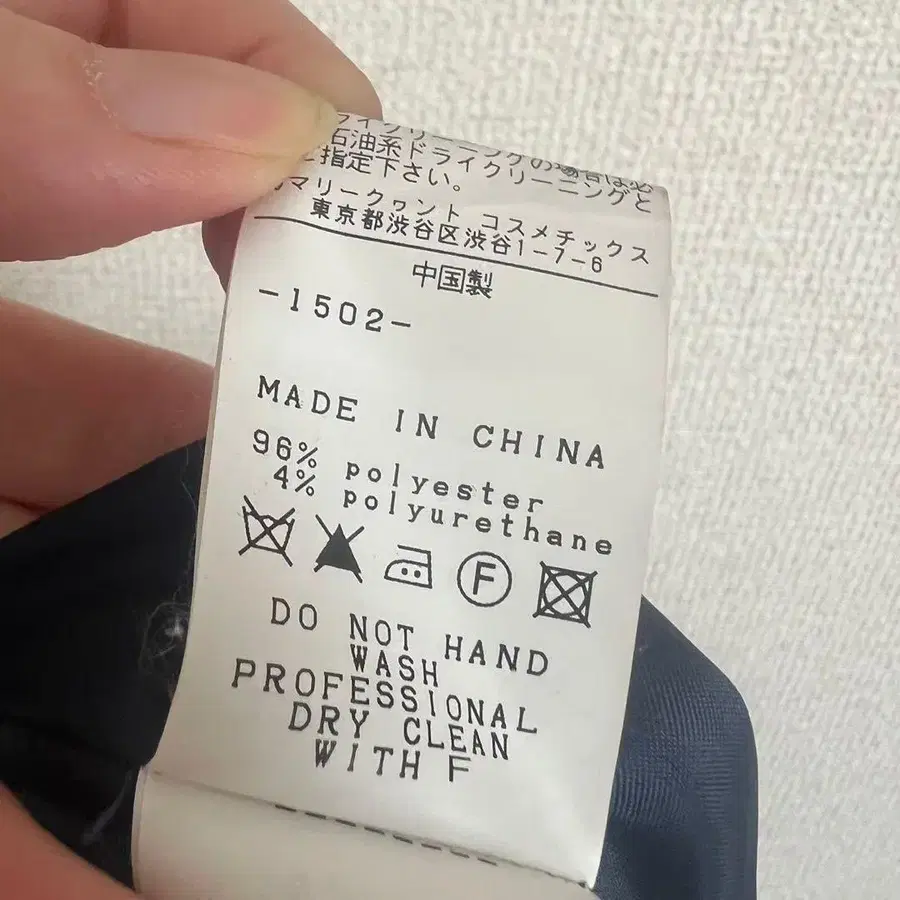 ライクリーニングの場合は必
石油系ドライクリーニングと
ご指定下さい。
㈱マリークヮント コスメチックス
東京都渋谷区渋谷1-7-6
中国製
-1502-
MADE IN CHINA
96% polyester
4% polyurethane
F
DO NOT HAND
WASH
PROFESSIONAL
DRY CLEAN
WITH F